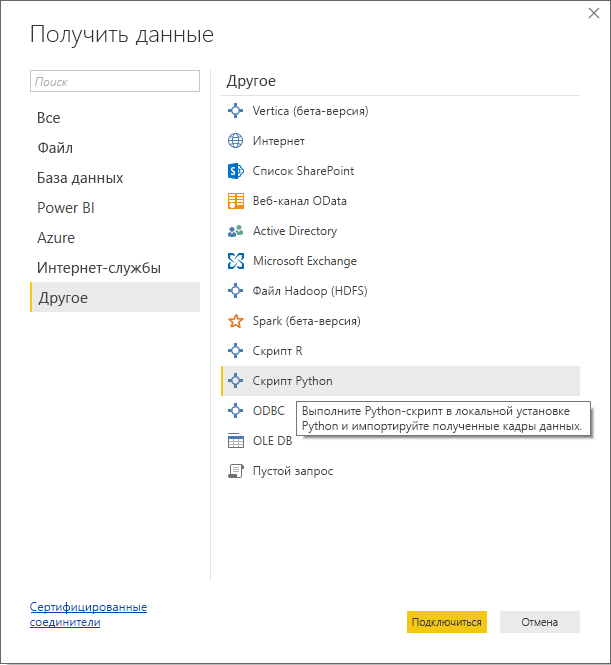 Получить данные
Поиск
Все
Файл
База данных
Power BI
Azure
Интернет-службы
Другое
Другое
Vertica (бета-версия)
Интернет
Список SharePoint
Веб-канал OData
Active Directory
Microsoft Exchange
Файл Hadoop (HDFS)
Spark (бета-версия)
Скрипт R
Скрипт Python
ODBC
Выполните Python-скрипт в локальной установке
Python и импортируйте полученные кадры данных.
OLE DB
Пустой запрос
Сертифицированные
соединители
Подключиться
Отмена